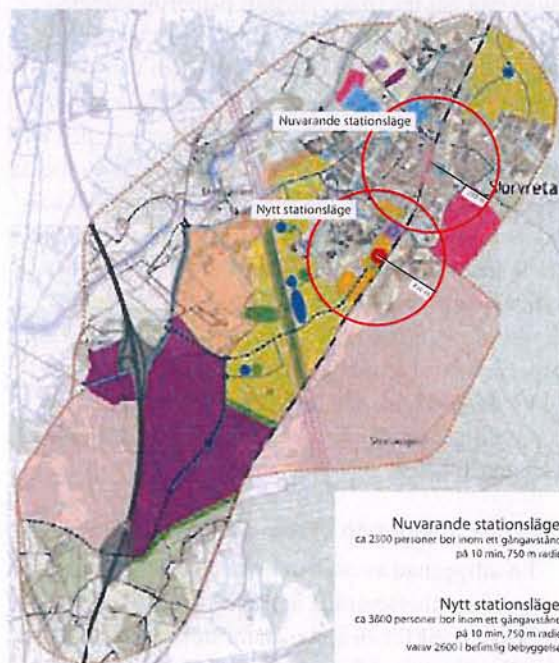 Nuvarande stationsläge
Storvreta
Nytt stationsläge
Nuvarande stationsläge
ca 2300 personer bor inom ett gångavstånd
på 10 min, 750 m radie
Nytt stationsläge
ca 3800 personer bor inom ett gångavstånd
på 10 min, 750 m radie
varav 2600 i befintlig bebyggelse